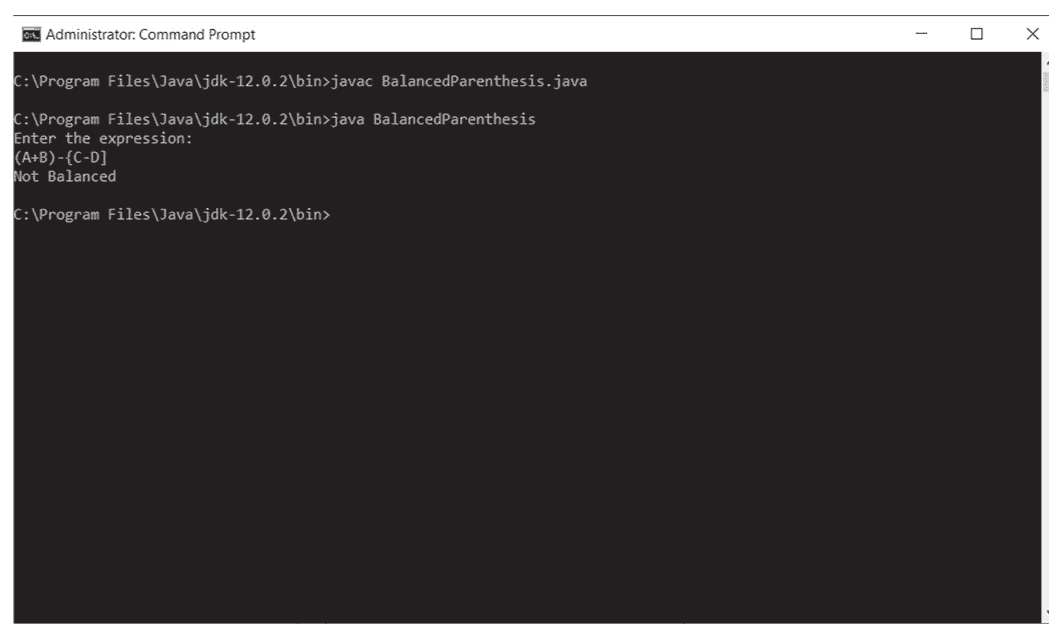 Administrator: Command Prompt
C:\Program Files\Java\jdk-12.0.2\bin>javac BalancedParenthesis.java
C:\Program Files\Java\jdk-12.0.2\bin>java BalancedParenthesis
Enter the expression:
(A+B)-{C-D]
Not Balanced
C:\Program Files\Java\jdk-12.0.2\bin>